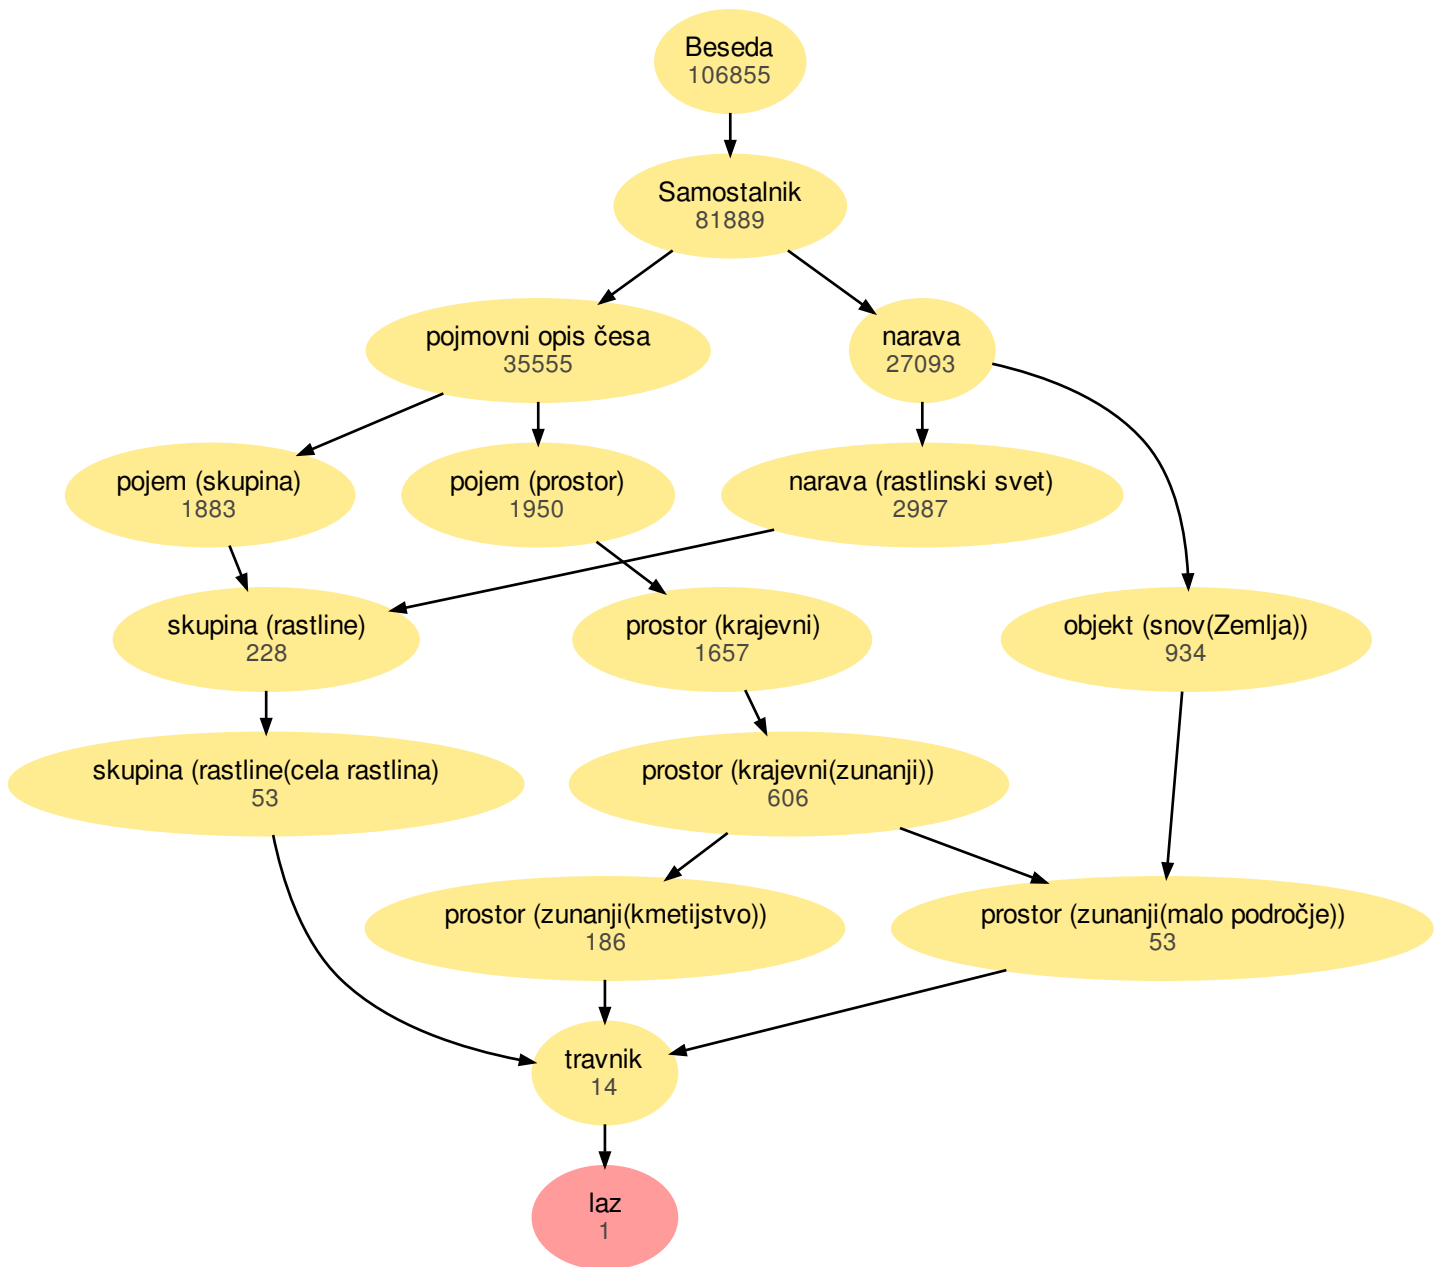 Beseda
106855
Samostalnik
81889
pojmovni opis česa
35555
narava
27093
pojem (skupina)
1883
pojem (prostor)
1950
narava (rastlinski svet)
2987
skupina (rastline)
228
prostor (krajevni)
1657
objekt (snov(Zemlja))
934
skupina (rastline(cela rastlina)
53
prostor (krajevni(zunanji))
606
prostor (zunanji(kmetijstvo))
186
prostor (zunanji(malo področje))
53
travnik
14
laz
1